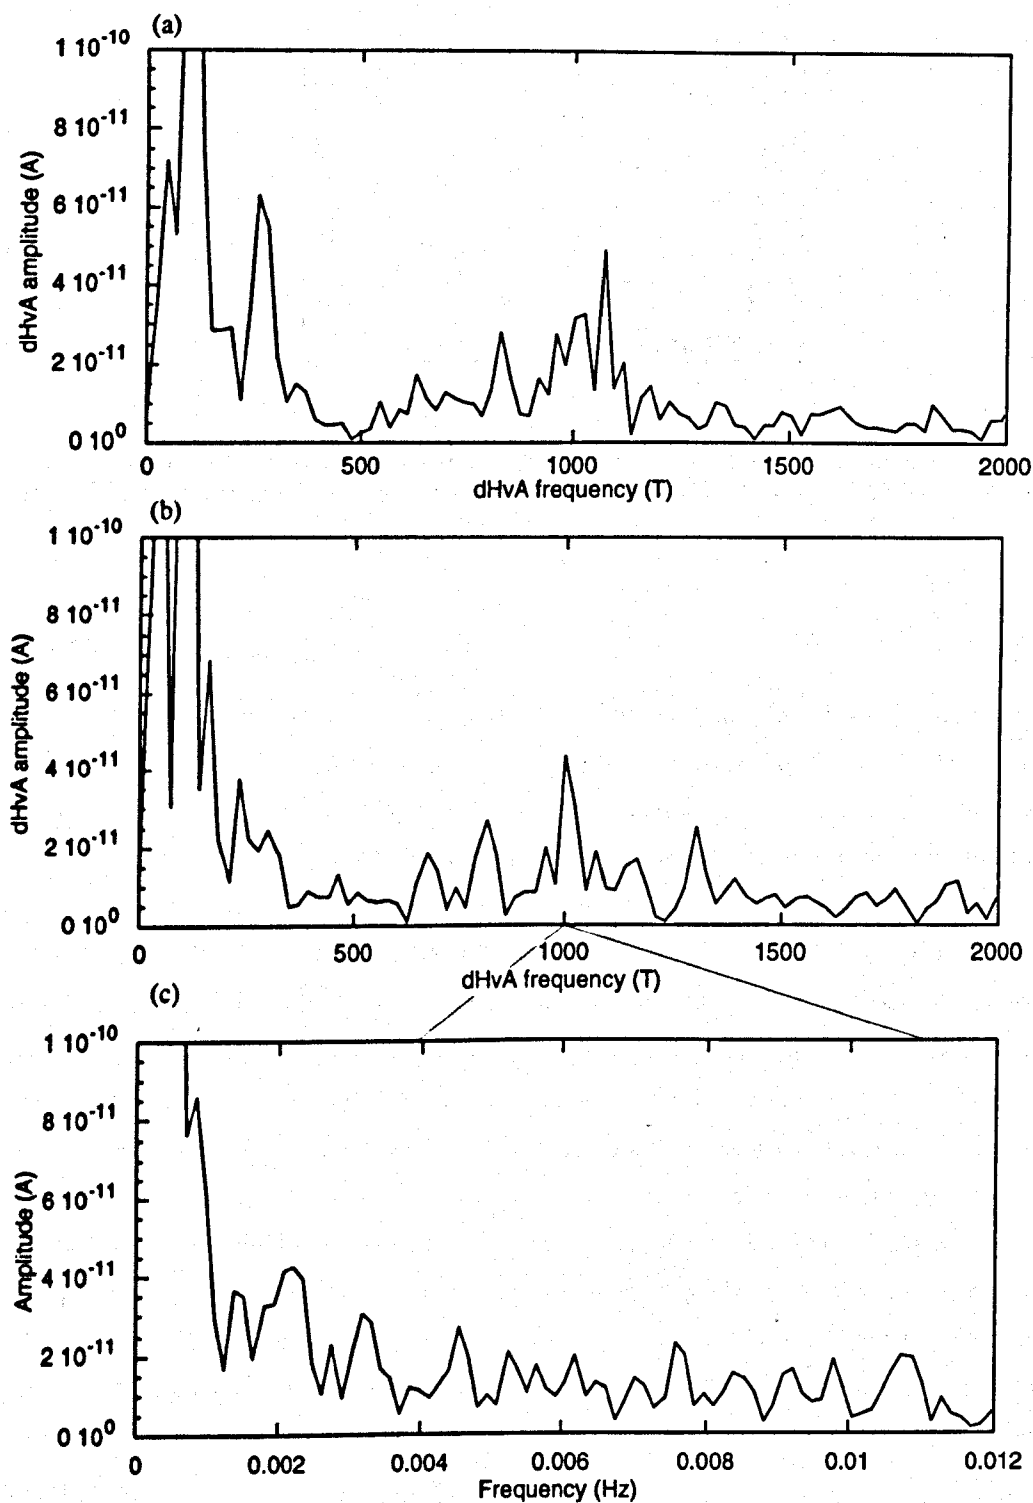 (a)
1 10-10
8 10-11
6 10-11
4 10-11
2 10-11
0 100
dHvA amplitude (A)
0 500 1000 1500 2000
dHvA frequency (T)
(b)
1 10-10
8 10-11
6 10-11
4 10-11
2 10-11
0 100
dHvA amplitude (A)
0 500 1000 1500 2000
dHvA frequency (T)
(c)
1 10-10
8 10-11
6 10-11
4 10-11
2 10-11
0 100
Amplitude (A)
0 0.002 0.004 0.006 0.008 0.01 0.012
Frequency (Hz)